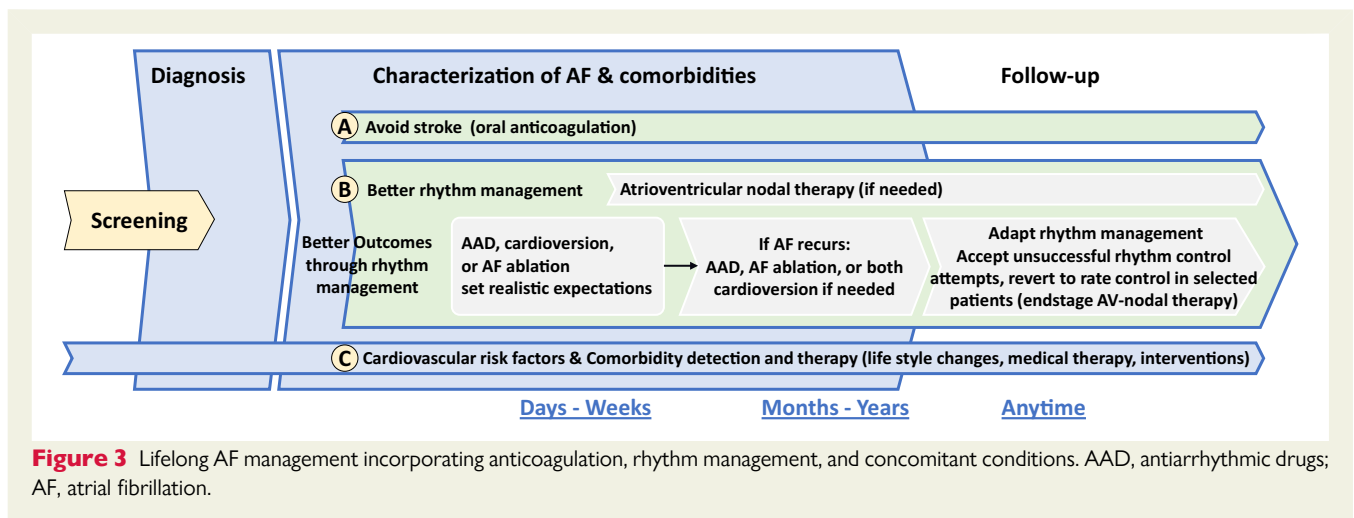 Diagnosis
Characterization of AF & comorbidities
Follow-up
A Avoid stroke (oral anticoagulation)
B Better rhythm management
Atrioventricular nodal therapy (if needed)
Screening
Better Outcomes
through rhythm
management
AAD, cardioversion,
or AF ablation
set realistic expectations
If AF recurs:
AAD, AF ablation, or both
cardioversion if needed
Adapt rhythm management
Accept unsuccessful rhythm control
attempts, revert to rate control in selected
patients (endstage AV-nodal therapy)
C Cardiovascular risk factors & Comorbidity detection and therapy (life style changes, medical therapy, interventions)
Days - Weeks
Months - Years
Anytime
Figure 3 Lifelong AF management incorporating anticoagulation, rhythm management, and concomitant conditions. AAD, antiarrhythmic drugs;
AF, atrial fibrillation.